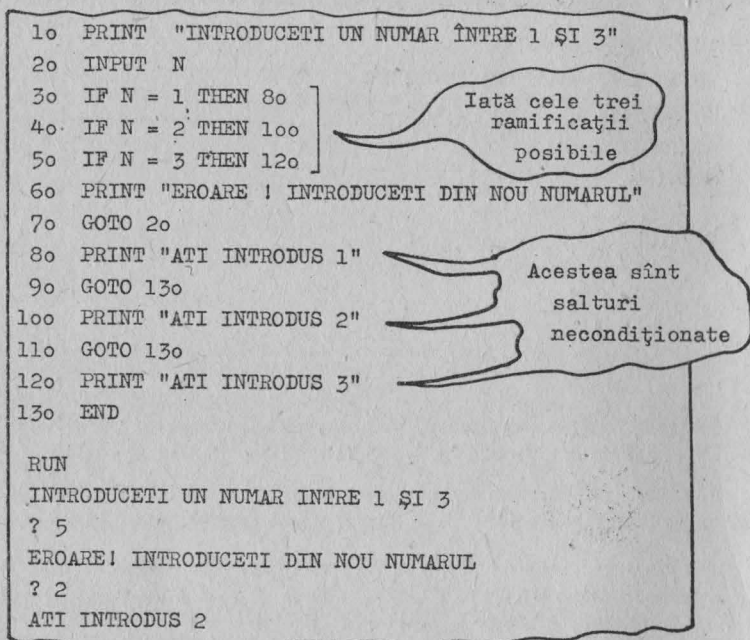 1o PRINT "INTRODUCETI UN NUMAR ÎNTRE 1 ŞI 3"
2o INPUT N
3o IF N = 1 THEN 8o
4o IF N = 2 THEN loo
5o IF N = 3 THEN 12o
Iată cele trei
ramificaţii
posibile
6o PRINT "EROARE ! INTRODUCETI DIN NOU NUMARUL"
7o GOTO 2o
8o PRINT "ATI INTRODUS 1"
9o GOTO 13o
loo PRINT "ATI INTRODUS 2"
11o GOTO 13o
12o PRINT "ATI INTRODUS 3"
13o END
Acestea sînt
salturi
necondiţionate
RUN
INTRODUCETI UN NUMAR INTRE 1 ŞI 3
? 5
EROARE! INTRODUCETI DIN NOU NUMARUL
? 2
ATI INTRODUS 2